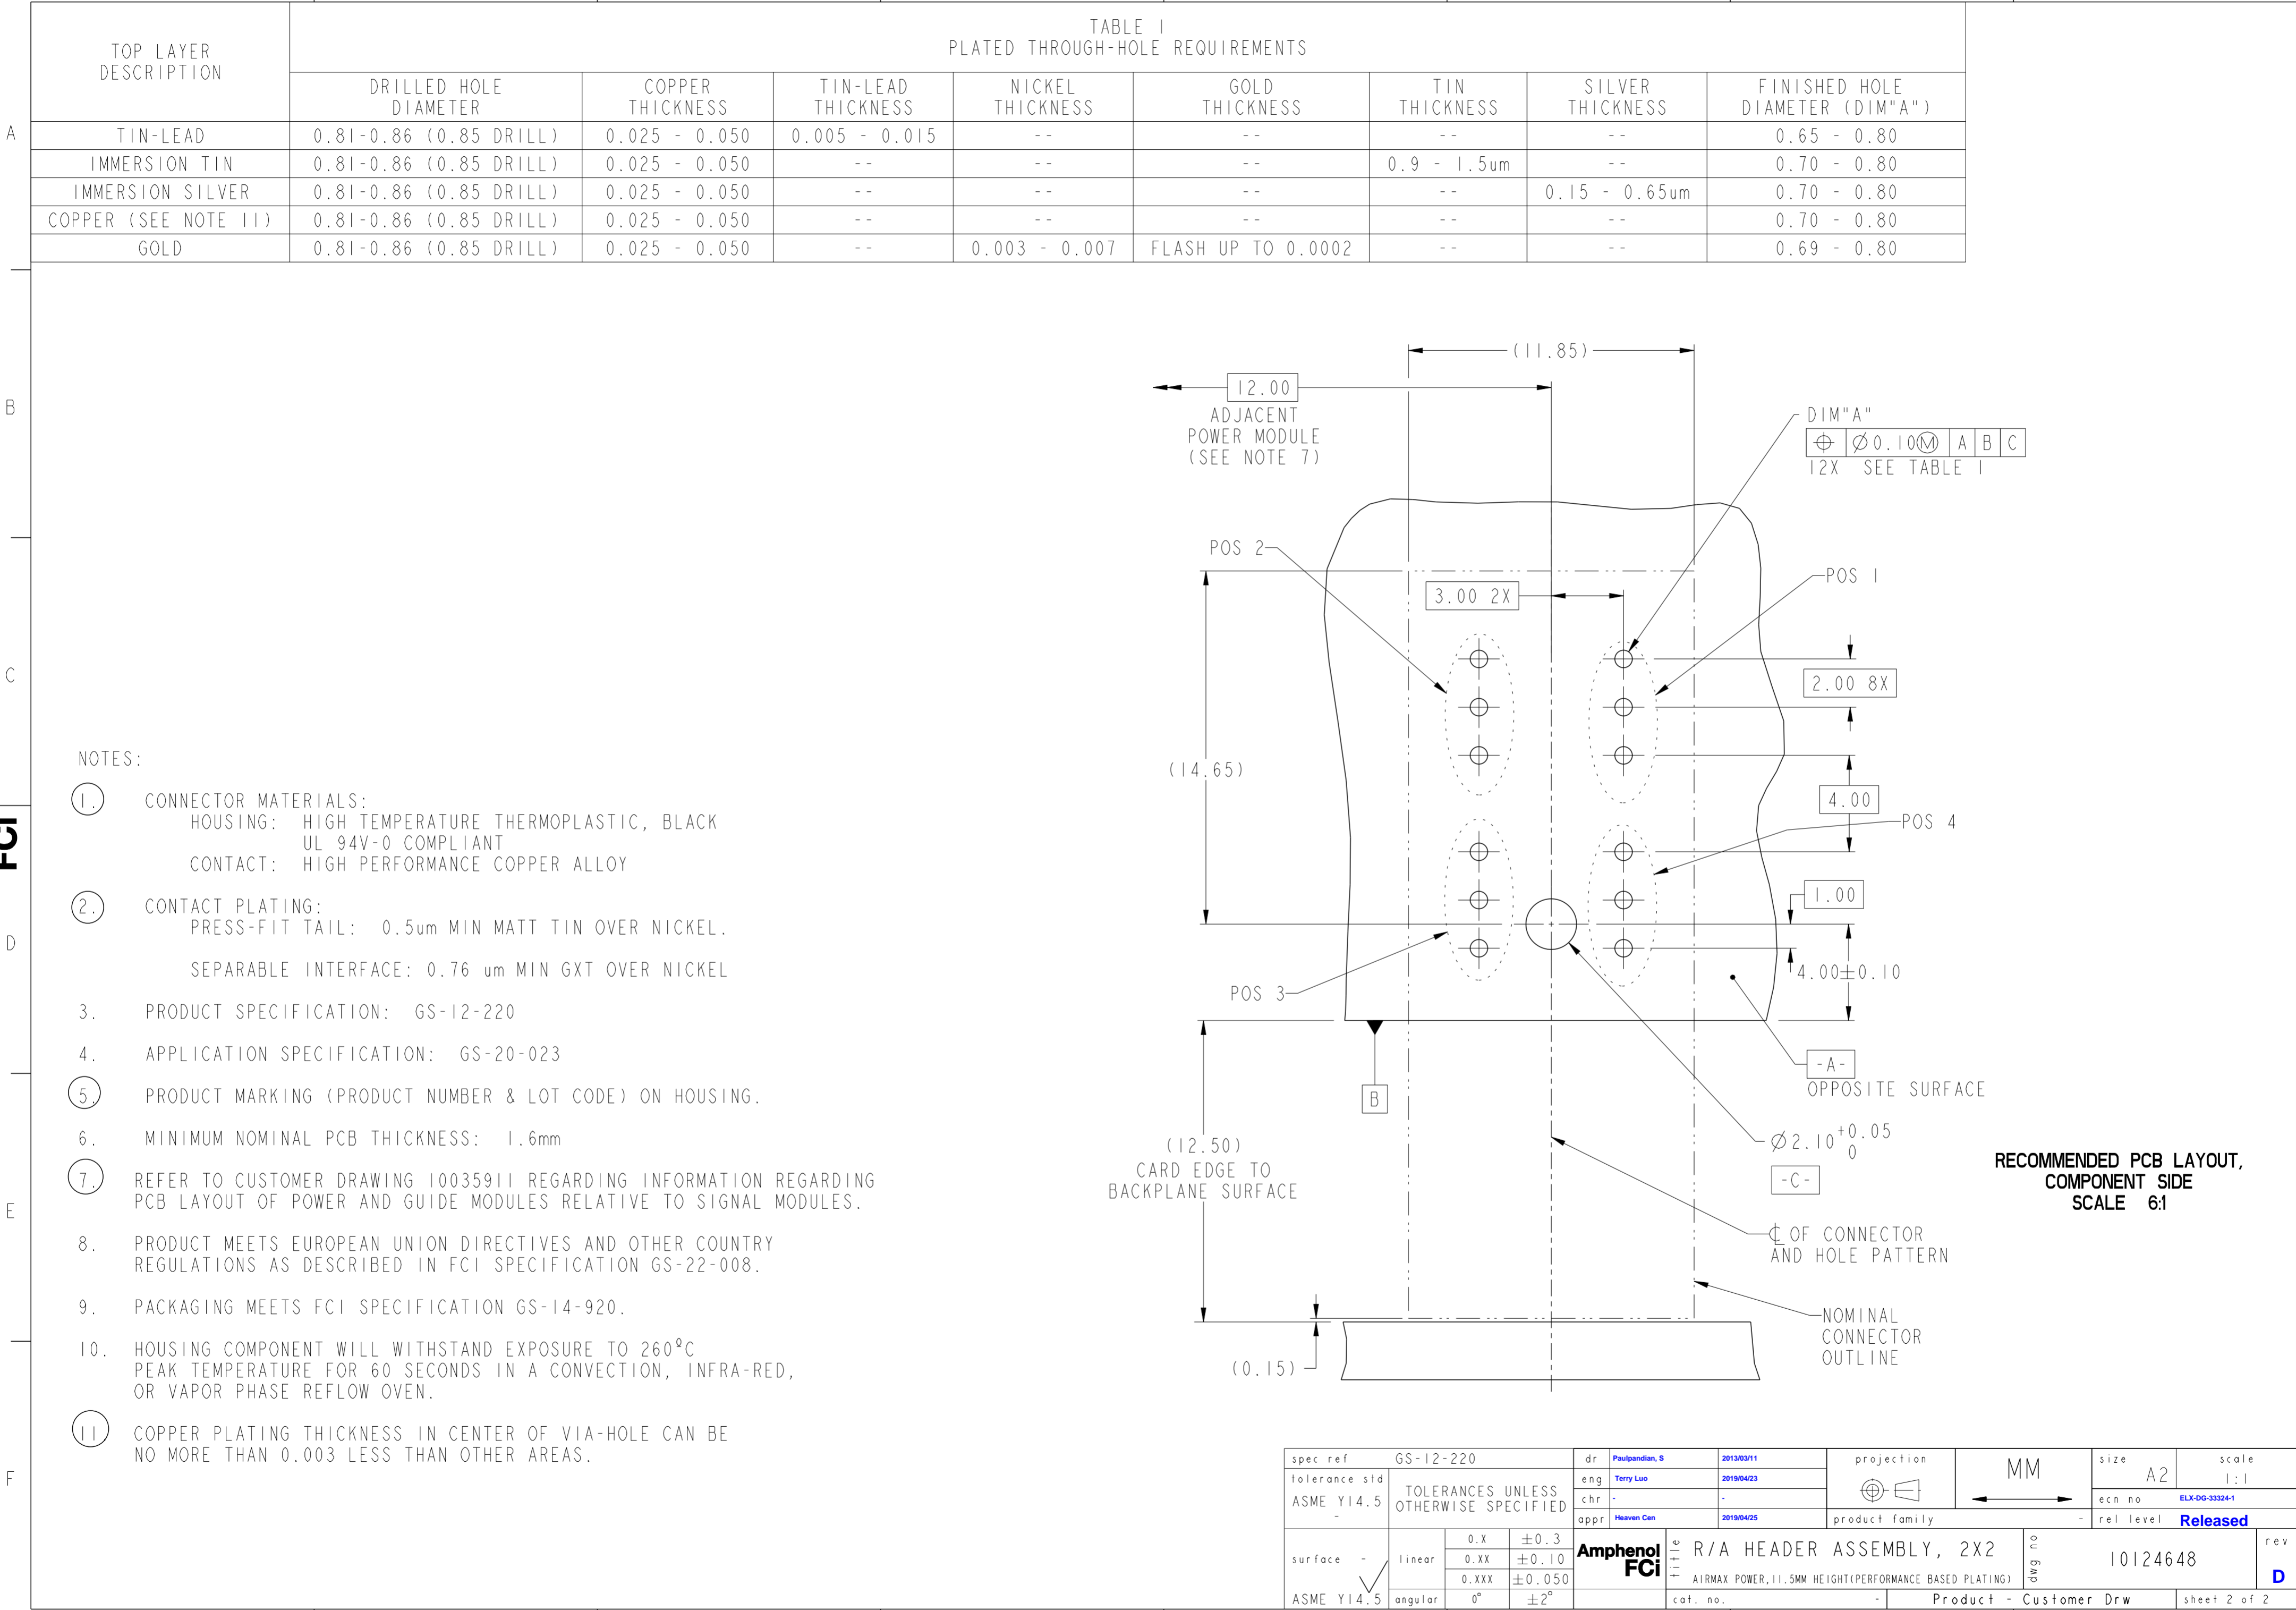 TABLE 1
PLATED THROUGH-HOLE REQUIREMENTS
TOP LAYER
DESCRIPTION
DRILLED HOLE
DIAMETER
COPPER
THICKNESS
TIN-LEAD
THICKNESS
NICKEL
THICKNESS
GOLD
THICKNESS
TIN
THICKNESS
SILVER
THICKNESS
FINISHED HOLE
DIAMETER (DIM"A")
TIN-LEAD 0.81-0.86 (0.85 DRILL) 0.025 - 0.050 0.005 - 0.015 -- -- -- -- 0.65 - 0.80
IMMERSION TIN 0.81-0.86 (0.85 DRILL) 0.025 - 0.050 -- -- -- 0.9 - 1.5um -- 0.70 - 0.80
IMMERSION SILVER 0.81-0.86 (0.85 DRILL) 0.025 - 0.050 -- -- -- -- 0.15 - 0.65um 0.70 - 0.80
COPPER (SEE NOTE 11) 0.81-0.86 (0.85 DRILL) 0.025 - 0.050 -- -- -- -- -- 0.70 - 0.80
GOLD 0.81-0.86 (0.85 DRILL) 0.025 - 0.050 -- 0.003 - 0.007 FLASH UP TO 0.0002 -- -- 0.69 - 0.80
A
B
C
D
E
F
FCI
(11.85)
12.00
ADJACENT
POWER MODULE
(SEE NOTE 7)
DIM"A"
⌖ ⌀0.10Ⓜ A B C
12X SEE TABLE 1
POS 2
POS 1
3.00 2X
2.00 8X
(14.65)
4.00
POS 4
1.00
4.00±0.10
POS 3
-A-
OPPOSITE SURFACE
B
⌀2.10 +0.05
0
-C-
(12.50)
CARD EDGE TO
BACKPLANE SURFACE
℄ OF CONNECTOR
AND HOLE PATTERN
NOMINAL
CONNECTOR
OUTLINE
(0.15)
RECOMMENDED PCB LAYOUT,
COMPONENT SIDE
SCALE 6:1
NOTES:
1. CONNECTOR MATERIALS:
HOUSING: HIGH TEMPERATURE THERMOPLASTIC, BLACK
UL 94V-0 COMPLIANT
CONTACT: HIGH PERFORMANCE COPPER ALLOY
2. CONTACT PLATING:
PRESS-FIT TAIL: 0.5um MIN MATT TIN OVER NICKEL.
SEPARABLE INTERFACE: 0.76 um MIN GXT OVER NICKEL
3. PRODUCT SPECIFICATION: GS-12-220
4. APPLICATION SPECIFICATION: GS-20-023
5. PRODUCT MARKING (PRODUCT NUMBER & LOT CODE) ON HOUSING.
6. MINIMUM NOMINAL PCB THICKNESS: 1.6mm
7. REFER TO CUSTOMER DRAWING 10035911 REGARDING INFORMATION REGARDING
PCB LAYOUT OF POWER AND GUIDE MODULES RELATIVE TO SIGNAL MODULES.
8. PRODUCT MEETS EUROPEAN UNION DIRECTIVES AND OTHER COUNTRY
REGULATIONS AS DESCRIBED IN FCI SPECIFICATION GS-22-008.
9. PACKAGING MEETS FCI SPECIFICATION GS-14-920.
10. HOUSING COMPONENT WILL WITHSTAND EXPOSURE TO 260°C
PEAK TEMPERATURE FOR 60 SECONDS IN A CONVECTION, INFRA-RED,
OR VAPOR PHASE REFLOW OVEN.
11 COPPER PLATING THICKNESS IN CENTER OF VIA-HOLE CAN BE
NO MORE THAN 0.003 LESS THAN OTHER AREAS.
spec ref GS-12-220
tolerance std
ASME Y14.5
-
TOLERANCES UNLESS
OTHERWISE SPECIFIED
surface -
ASME Y14.5
linear
0.X ±0.3
0.XX ±0.10
0.XXX ±0.050
angular 0° ±2°
dr Paulpandian, S 2013/03/11
eng Terry Luo 2019/04/23
chr - -
appr Heaven Cen 2019/04/25
projection
MM
size A2
scale 1:1
ecn no ELX-DG-33324-1
product family -
rel level Released
Amphenol
FCi
title R/A HEADER ASSEMBLY, 2X2
AIRMAX POWER,11.5MM HEIGHT(PERFORMANCE BASED PLATING)
dwg no 10124648
rev D
cat. no. -
Product - Customer Drw
sheet 2 of 2